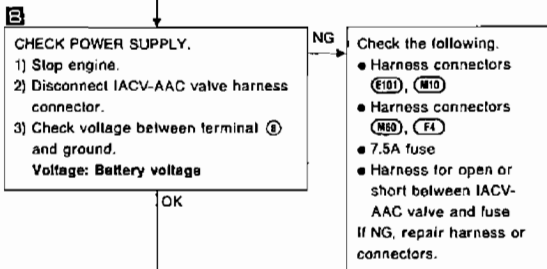 B
CHECK POWER SUPPLY.
1) Stop engine.
2) Disconnect IACV-AAC valve harness
connector.
3) Check voltage between terminal ⓑ
and ground.
Voltage: Battery voltage
NG
OK
Check the following.
● Harness connectors
E101, M10
● Harness connectors
M60, F4
● 7.5A fuse
● Harness for open or
short between IACV-
AAC valve and fuse
If NG, repair harness or
connectors.